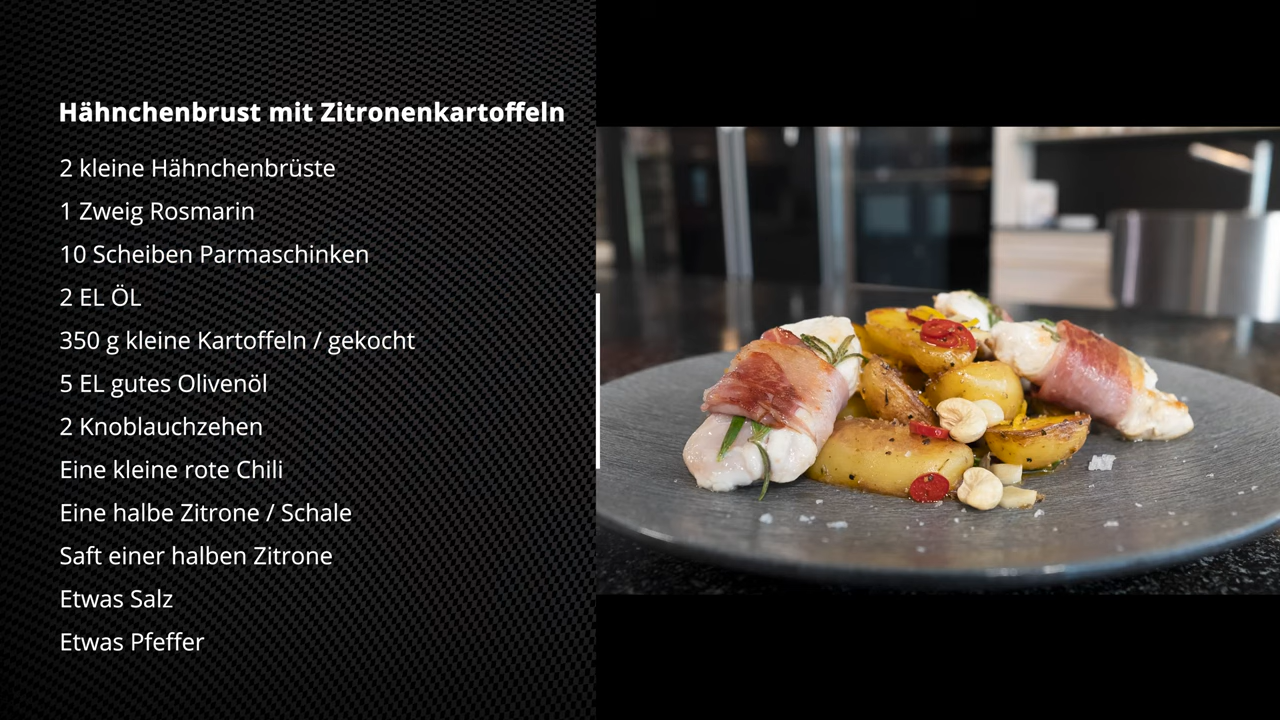 Hähnchenbrust mit Zitronenkartoffeln
2 kleine Hähnchenbrüste
1 Zweig Rosmarin
10 Scheiben Parmaschinken
2 EL ÖL
350 g kleine Kartoffeln / gekocht
5 EL gutes Olivenöl
2 Knoblauchzehen
Eine kleine rote Chili
Eine halbe Zitrone / Schale
Saft einer halben Zitrone
Etwas Salz
Etwas Pfeffer